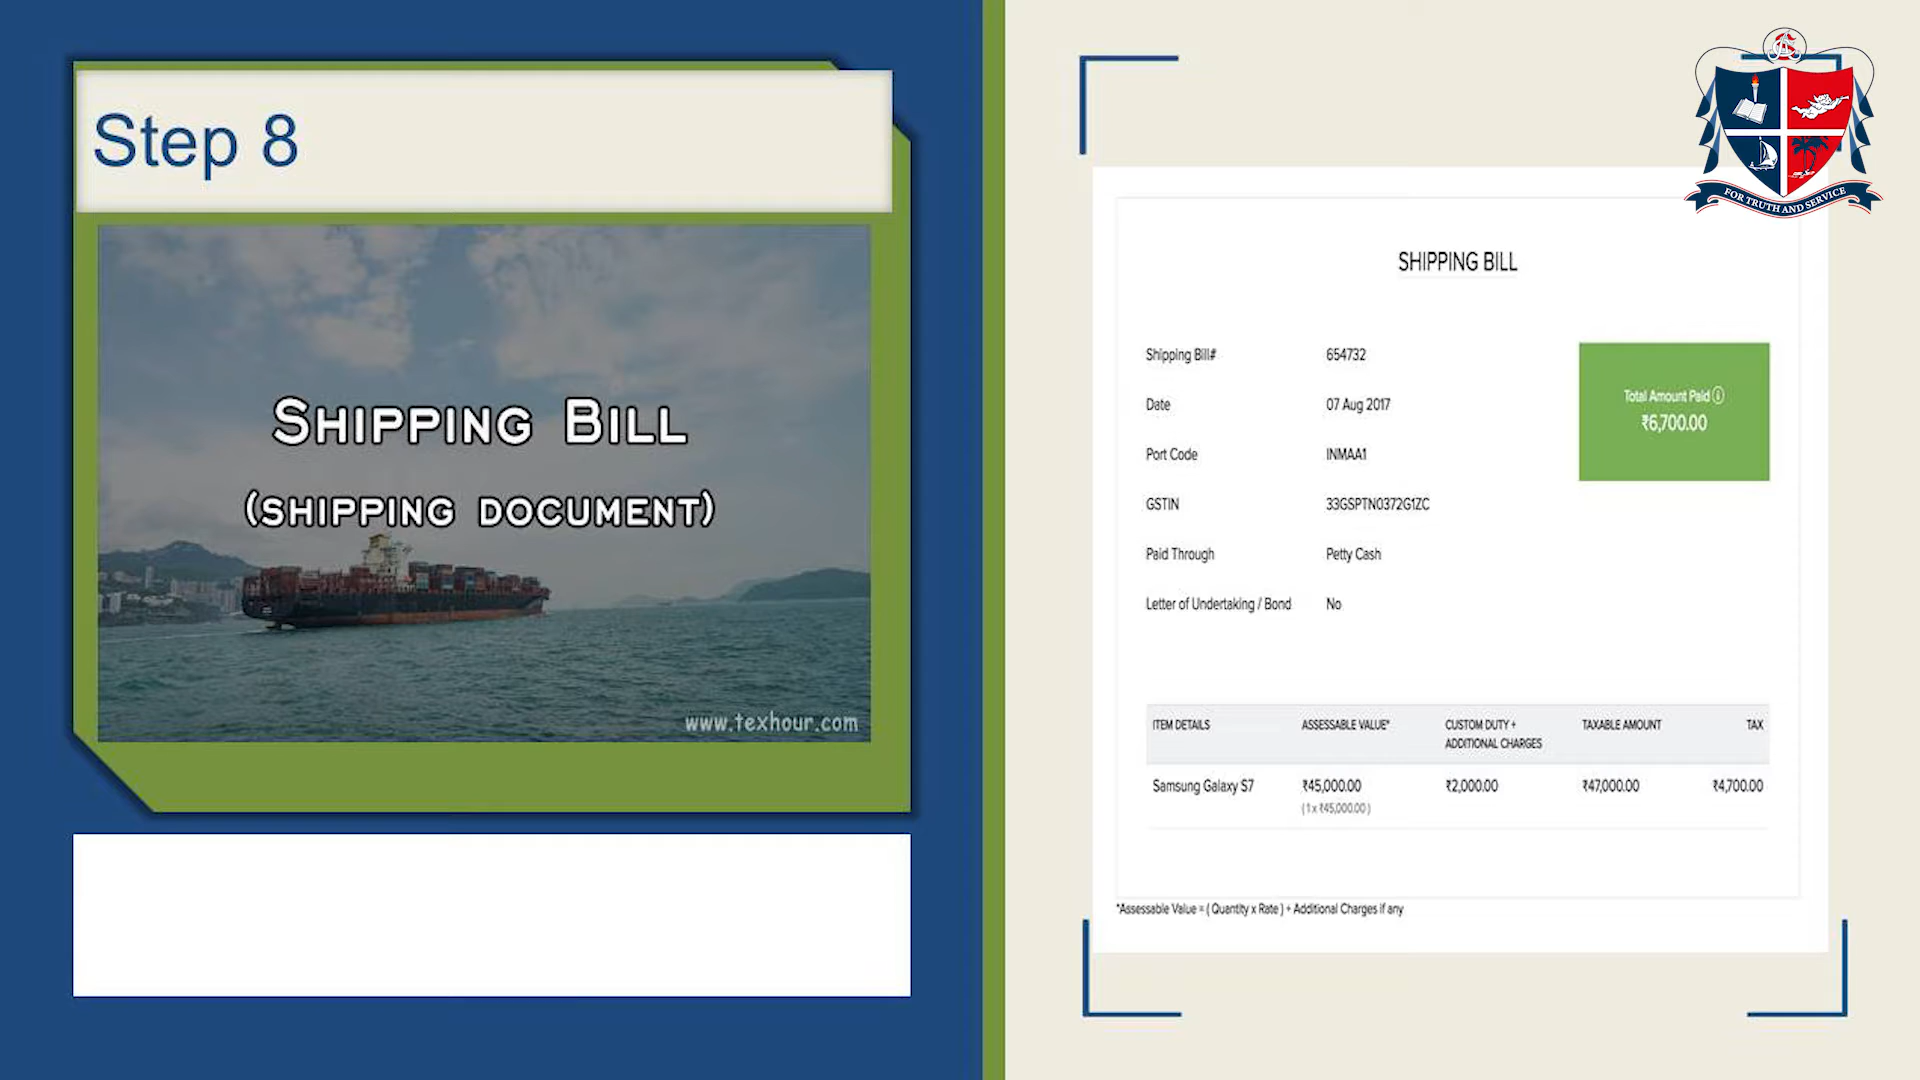 Step 8
SHIPPING BILL
(SHIPPING DOCUMENT)
www.texhour.com
FOR TRUTH AND SERVICE
SHIPPING BILL
Shipping Bill# 654732
Date 07 Aug 2017
Port Code INMAA1
GSTIN 33GSPTN0372G1ZC
Paid Through Petty Cash
Letter of Undertaking / Bond No
Total Amount Paid
₹6,700.00
ITEM DETAILS ASSESSABLE VALUE* CUSTOM DUTY + TAXABLE AMOUNT TAX
ADDITIONAL CHARGES
Samsung Galaxy S7 ₹45,000.00 ₹2,000.00 ₹47,000.00 ₹4,700.00
(1 x ₹45,000.00)
*Assessable Value = ( Quantity x Rate ) + Additional Charges if any